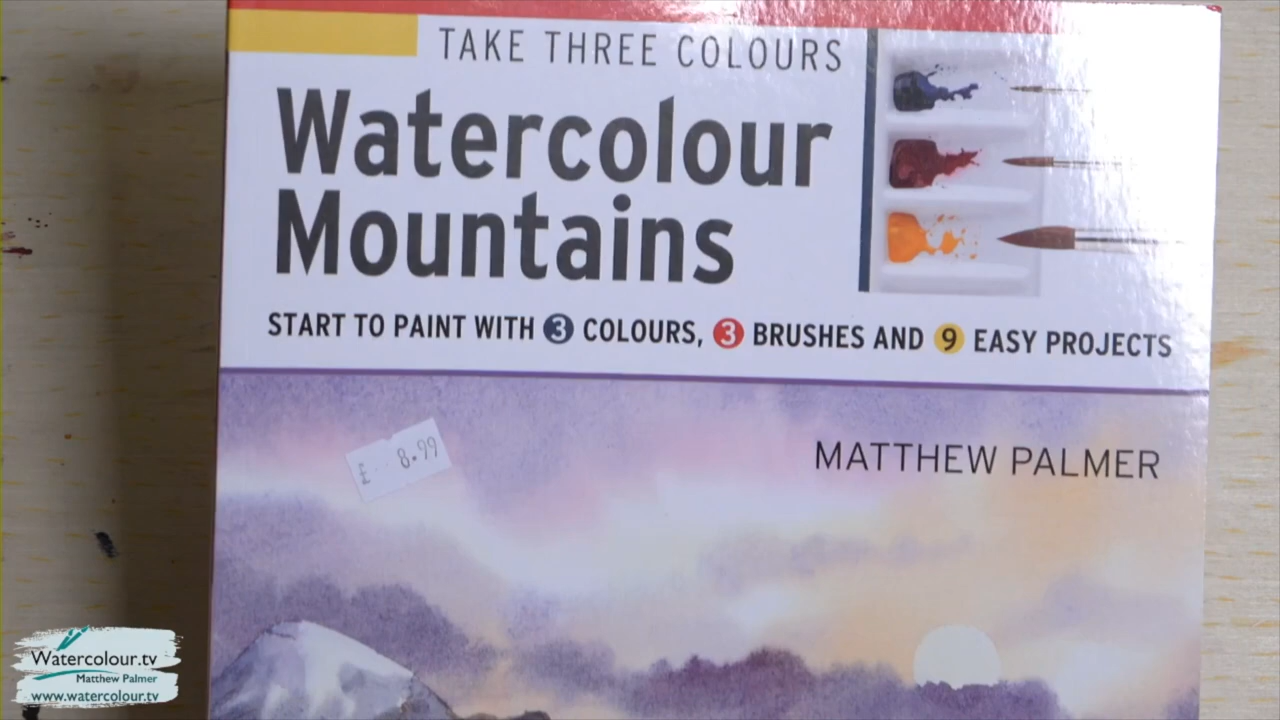 TAKE THREE COLOURS
Watercolour
Mountains
START TO PAINT WITH 3 COLOURS, 3 BRUSHES AND 9 EASY PROJECTS
£ 8.99
MATTHEW PALMER
Watercolour.tv
Matthew Palmer
www.watercolour.tv